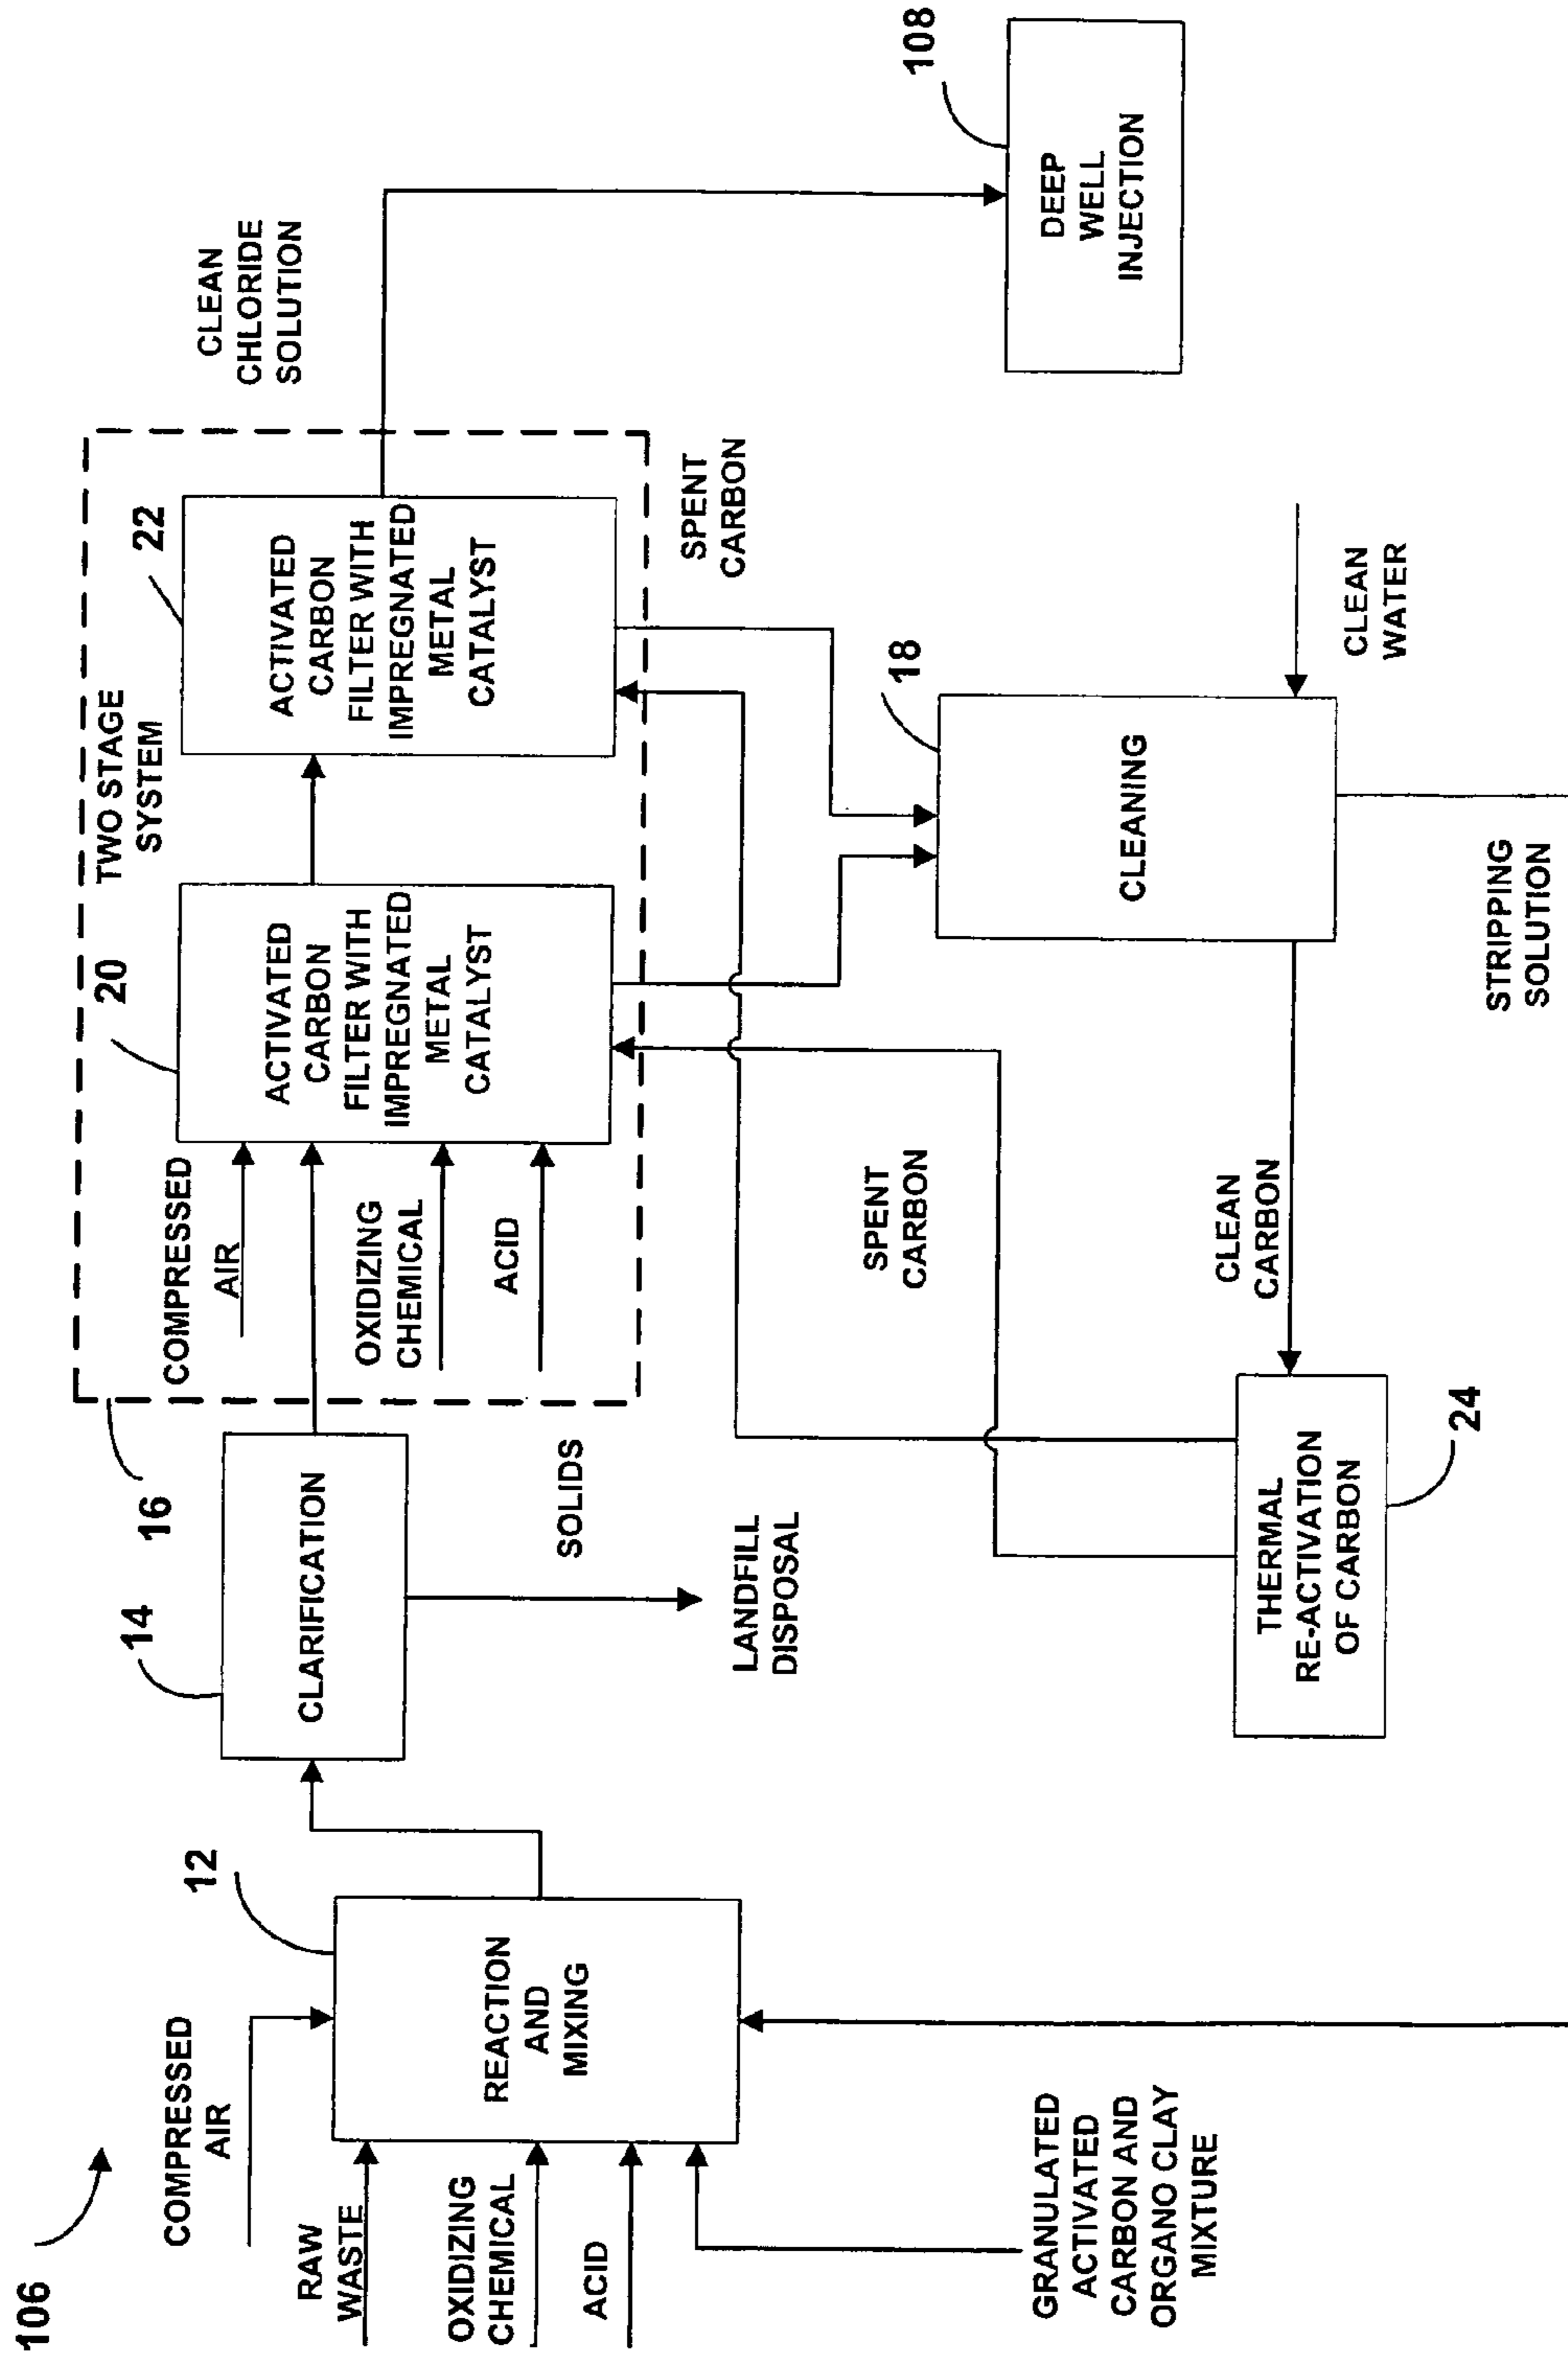 106
COMPRESSED
AIR
RAW
WASTE
OXIDIZING
CHEMICAL
ACID
GRANULATED
ACTIVATED
CARBON AND
ORGANO CLAY
MIXTURE
12
REACTION
AND
MIXING
14
CLARIFICATION
SOLIDS
LANDFILL
DISPOSAL
16
TWO STAGE
SYSTEM
COMPRESSED
AIR
OXIDIZING
CHEMICAL
ACID
20
ACTIVATED
CARBON
FILTER WITH
IMPREGNATED
METAL
CATALYST
22
ACTIVATED
CARBON
FILTER WITH
IMPREGNATED
METAL
CATALYST
CLEAN
CHLORIDE
SOLUTION
108
DEEP
WELL
INJECTION
SPENT
CARBON
SPENT
CARBON
18
CLEANING
CLEAN
WATER
CLEAN
CARBON
THERMAL
RE-ACTIVATION
OF CARBON
24
STRIPPING
SOLUTION